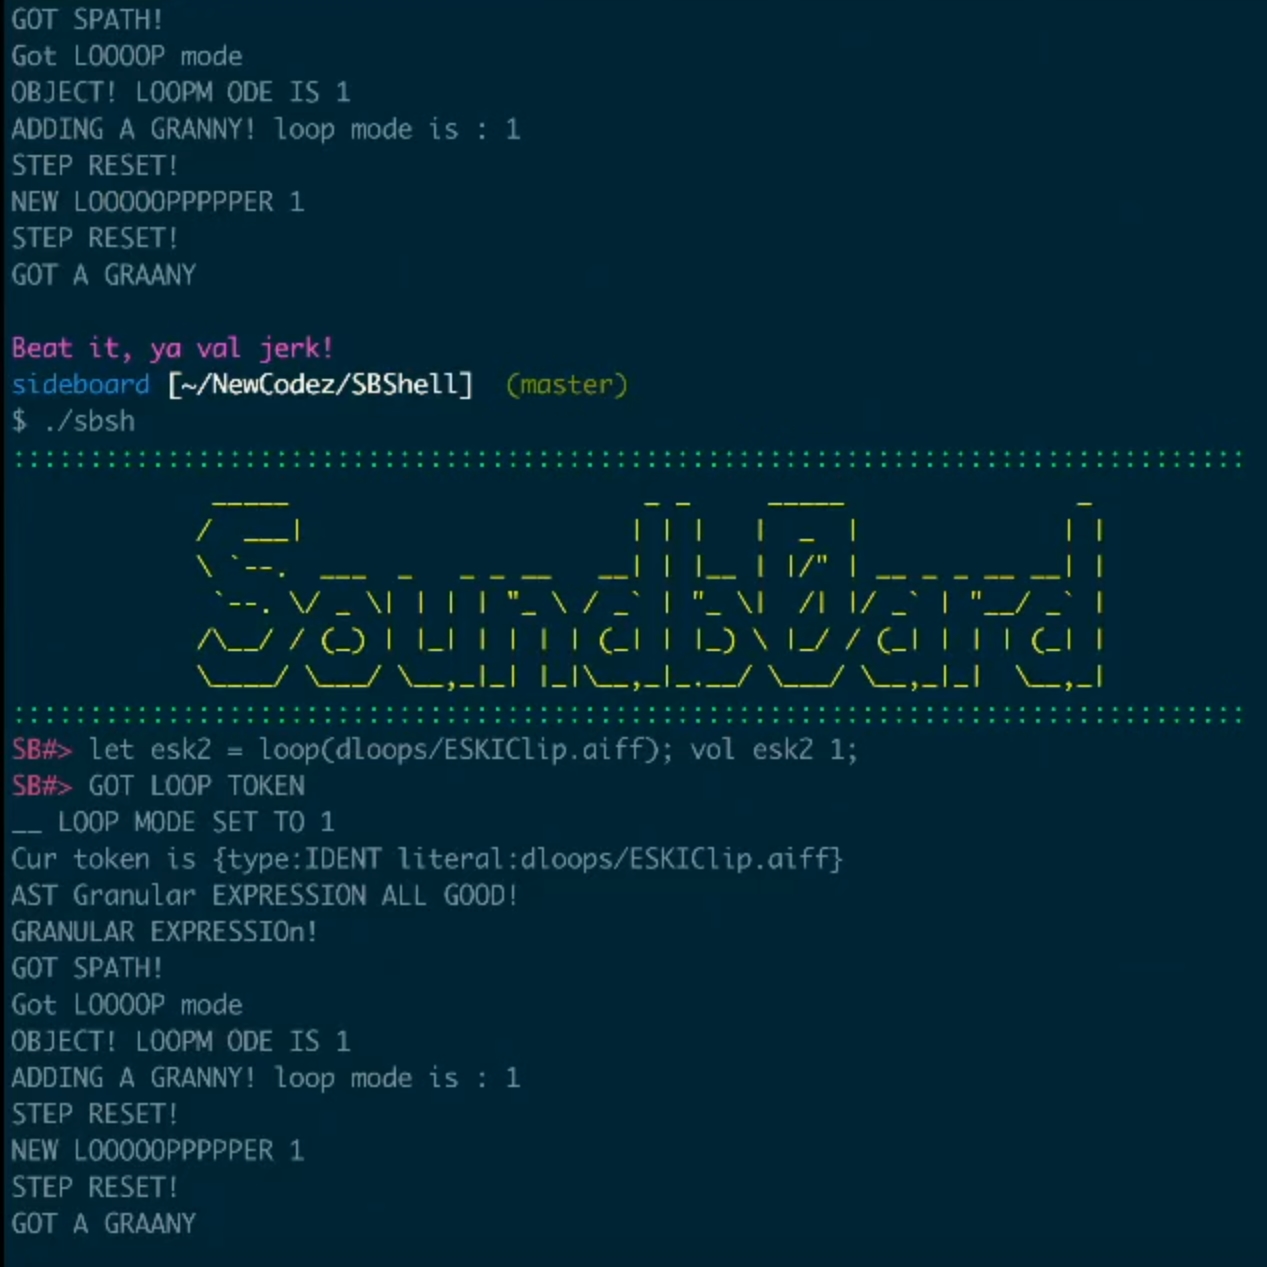 GOT SPATH!
Got LOOOOP mode
OBJECT! LOOPM ODE IS 1
ADDING A GRANNY! loop mode is : 1
STEP RESET!
NEW LOOOOOPPPPPPER 1
STEP RESET!
GOT A GRAANY
Beat it, ya val jerk!
sideboard [~/NewCodez/SBShell] (master)
$ ./sbsh
Soundb0ard
SB#> let esk2 = loop(dloops/ESKIClip.aiff); vol esk2 1;
SB#> GOT LOOP TOKEN
__ LOOP MODE SET TO 1
Cur token is {type:IDENT literal:dloops/ESKIClip.aiff}
AST Granular EXPRESSION ALL GOOD!
GRANULAR EXPRESSIOn!
GOT SPATH!
Got LOOOOP mode
OBJECT! LOOPM ODE IS 1
ADDING A GRANNY! loop mode is : 1
STEP RESET!
NEW LOOOOOPPPPPPER 1
STEP RESET!
GOT A GRAANY